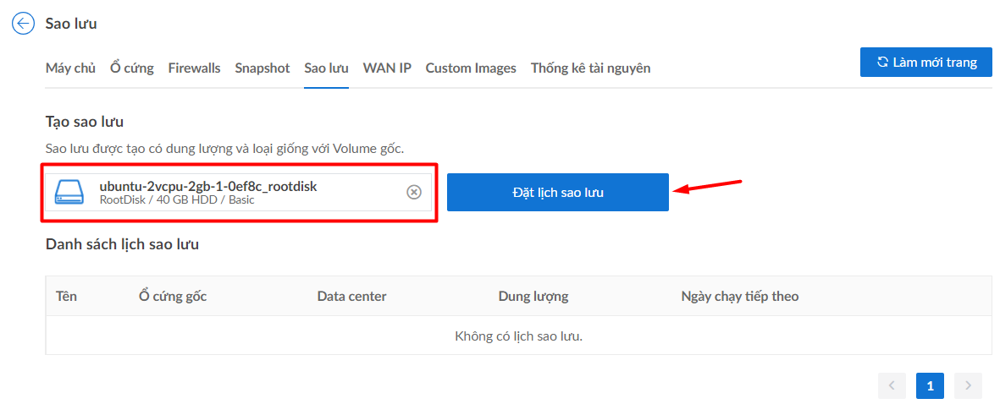 Sao lưu
Máy chủ Ổ cứng Firewalls Snapshot Sao lưu WAN IP Custom Images Thống kê tài nguyên
Làm mới trang
Tạo sao lưu
Sao lưu được tạo có dung lượng và loại giống với Volume gốc.
ubuntu-2vcpu-2gb-1-0ef8c_rootdisk
RootDisk / 40 GB HDD / Basic
Đặt lịch sao lưu
Danh sách lịch sao lưu
Tên Ổ cứng gốc Data center Dung lượng Ngày chạy tiếp theo
Không có lịch sao lưu.
1